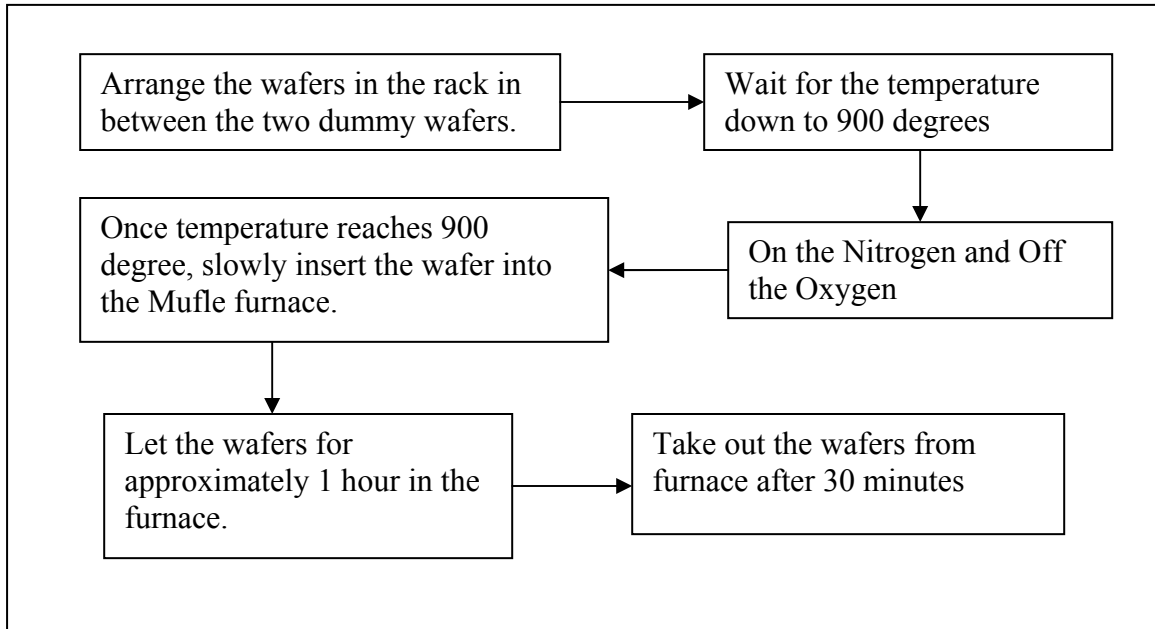 Arrange the wafers in the rack in
between the two dummy wafers.
Wait for the temperature
down to 900 degrees
On the Nitrogen and Off
the Oxygen
Once temperature reaches 900
degree, slowly insert the wafer into
the Mufle furnace.
Let the wafers for
approximately 1 hour in the
furnace.
Take out the wafers from
furnace after 30 minutes